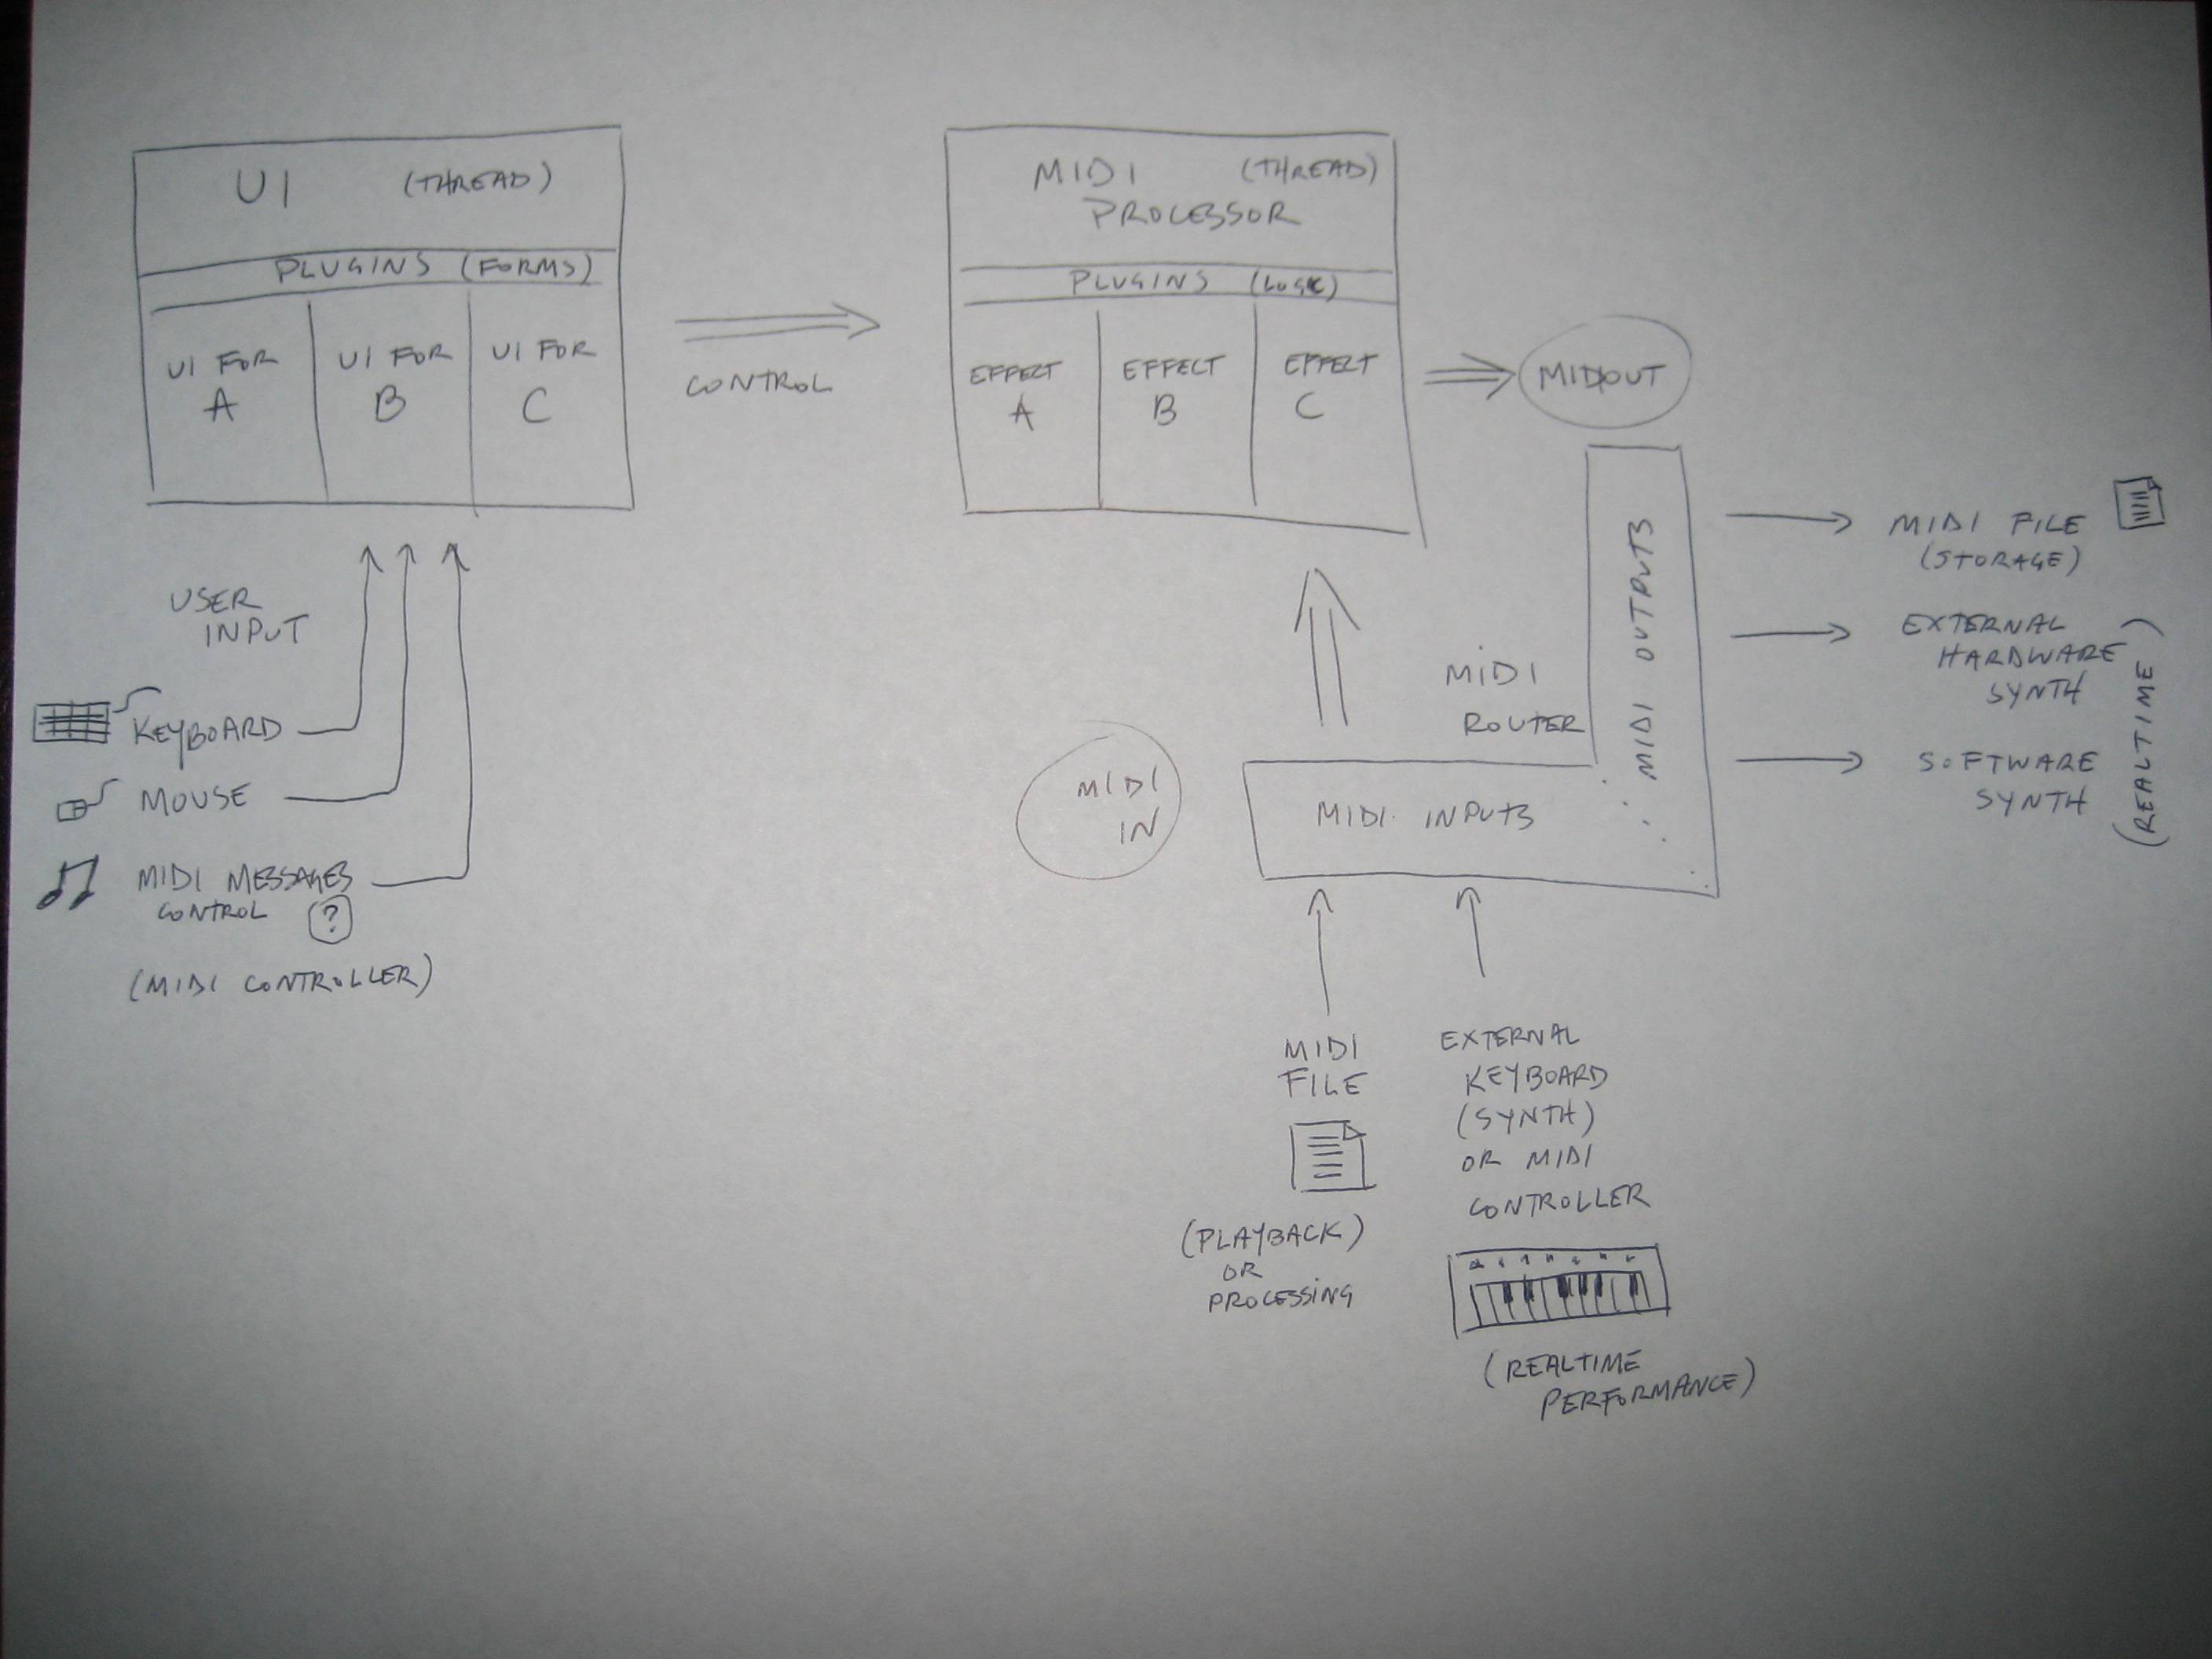 UI (THREAD)
PLUGINS (FORMS)
UI FOR
A
UI FOR
B
UI FOR
C
CONTROL
MIDI (THREAD)
PROCESSOR
PLUGINS (LOGIC)
EFFECT
A
EFFECT
B
EFFECT
C
MIDIOUT
USER
INPUT
KEYBOARD
MOUSE
MIDI MESSAGES
CONTROL ?
(MIDI CONTROLLER)
MIDI
IN
MIDI
ROUTER
MIDI INPUTS
MIDI OUTPUTS
MIDI FILE
(STORAGE)
EXTERNAL
HARDWARE
SYNTH
SOFTWARE
SYNTH
(REALTIME)
MIDI
FILE
(PLAYBACK)
OR
PROCESSING
EXTERNAL
KEYBOARD
(SYNTH)
OR MIDI
CONTROLLER
(REALTIME
PERFORMANCE)